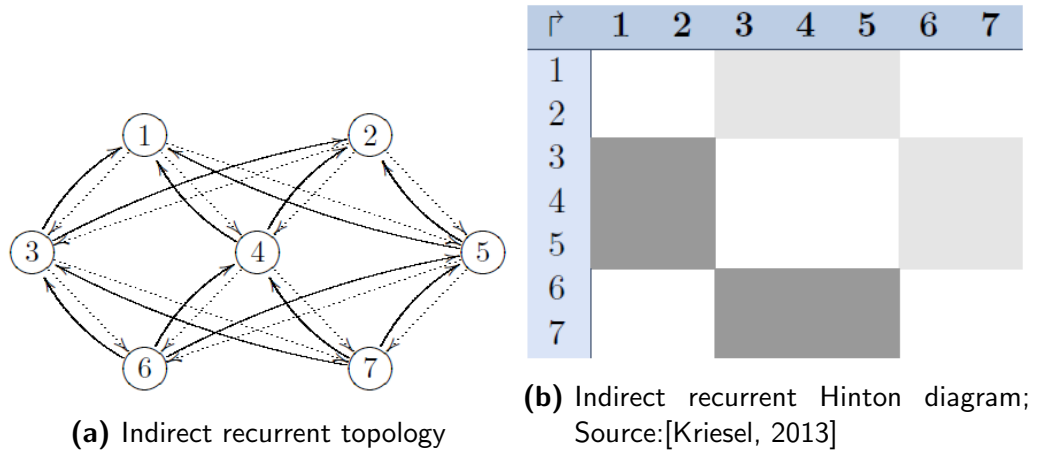 1 2
3 4 5
6 7
(a) Indirect recurrent topology
↱ 1 2 3 4 5 6 7
1
2
3
4
5
6
7
(b) Indirect recurrent Hinton diagram;
Source:[Kriesel, 2013]